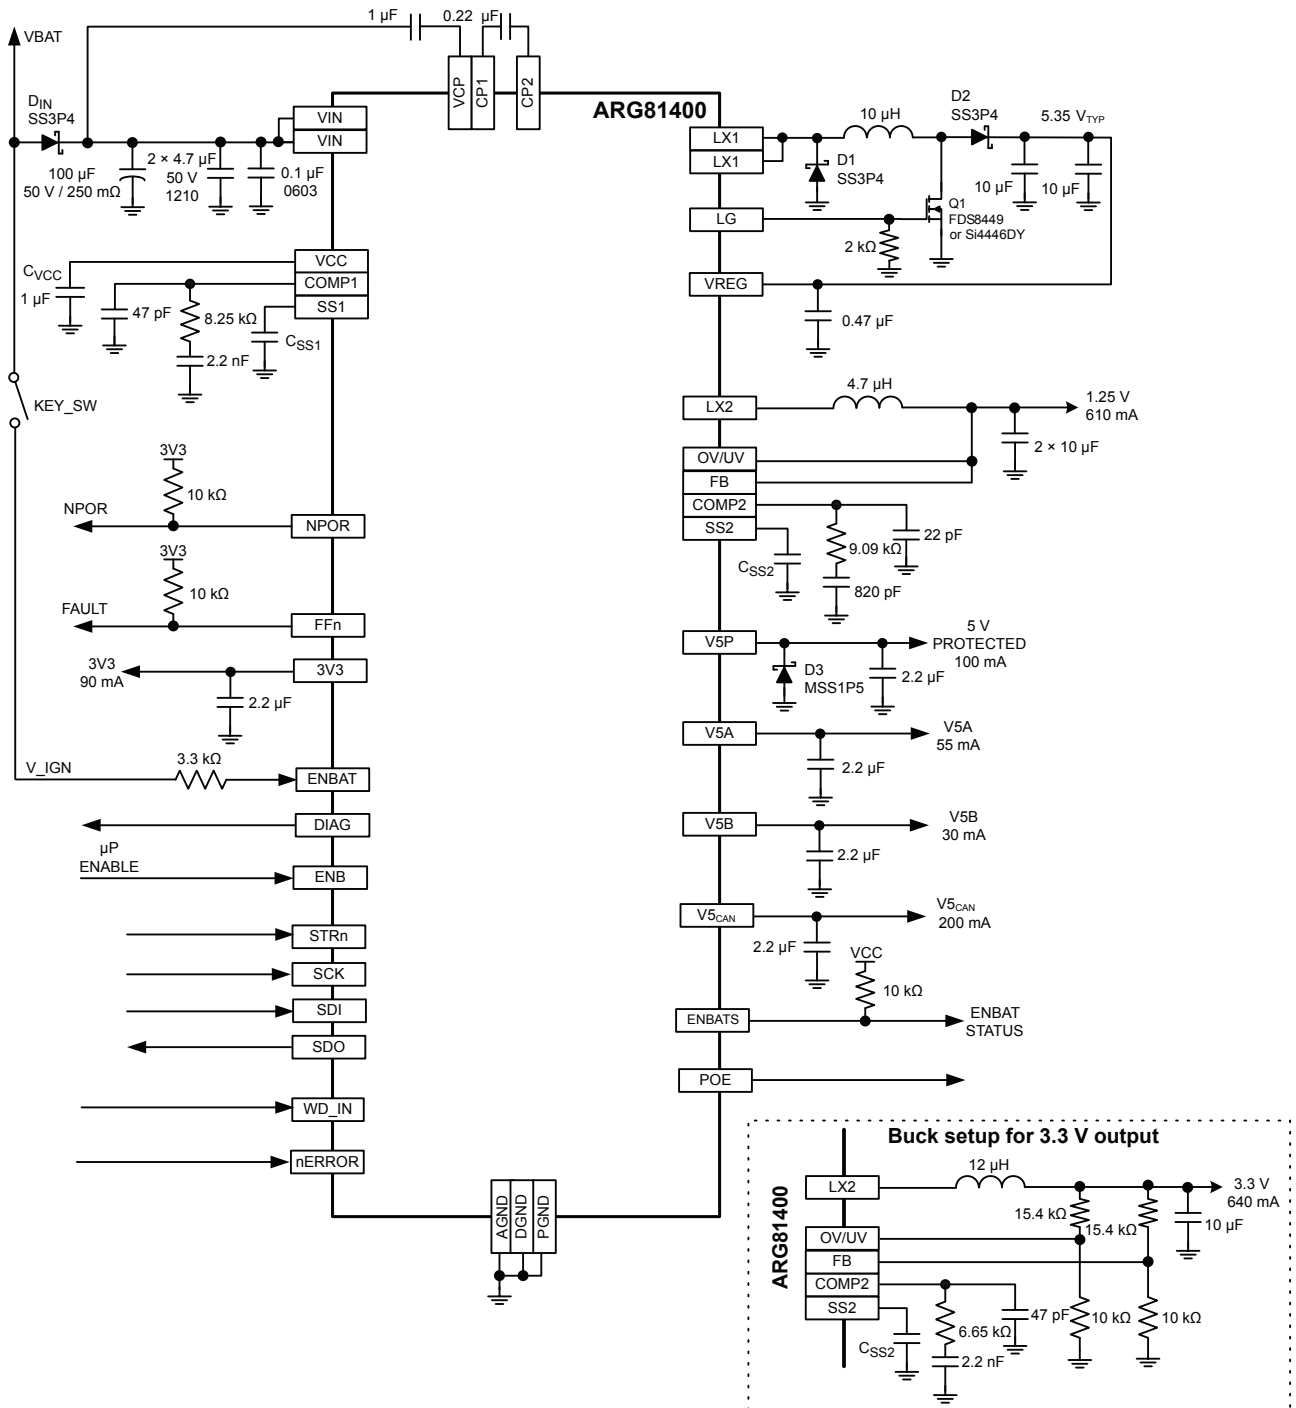 1 µF
0.22 µF
VBAT
VCP
CP1
CP2
ARG81400
D_IN
SS3P4
VIN
VIN
100 µF
50 V / 250 mΩ
2 × 4.7 µF
50 V
1210
0.1 µF
0603
LX1
LX1
10 µH
D2
SS3P4
5.35 V_TYP
D1
SS3P4
10 µF
10 µF
LG
2 kΩ
Q1
FDS8449
or Si4446DY
VCC
COMP1
SS1
C_VCC
1 µF
47 pF
8.25 kΩ
2.2 nF
C_SS1
VREG
0.47 µF
KEY_SW
LX2
4.7 µH
1.25 V
610 mA
2 × 10 µF
OV/UV
FB
COMP2
SS2
C_SS2
9.09 kΩ
820 pF
22 pF
3V3
10 kΩ
NPOR
NPOR
3V3
10 kΩ
FAULT
FFn
3V3
90 mA
3V3
2.2 µF
V5P
5 V
PROTECTED
100 mA
D3
MSS1P5
2.2 µF
V5A
V5A
55 mA
2.2 µF
V_IGN
3.3 kΩ
ENBAT
DIAG
µP
ENABLE
ENB
V5B
V5B
30 mA
2.2 µF
V5_CAN
V5_CAN
200 mA
2.2 µF
STRn
SCK
SDI
SDO
VCC
10 kΩ
ENBATS
ENBAT
STATUS
POE
WD_IN
nERROR
AGND
DGND
PGND
Buck setup for 3.3 V output
ARG81400
LX2
12 µH
3.3 V
640 mA
15.4 kΩ
15.4 kΩ
10 µF
OV/UV
FB
COMP2
SS2
C_SS2
6.65 kΩ
2.2 nF
47 pF
10 kΩ
10 kΩ